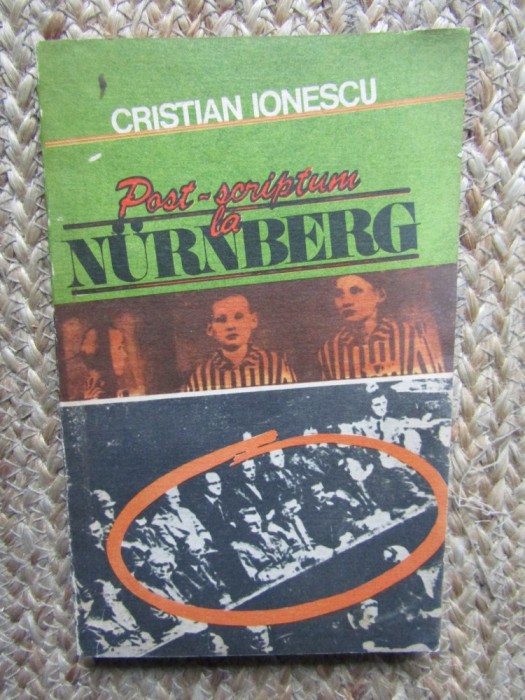 CRISTIAN IONESCU
Post-scriptum
la
NÜRNBERG